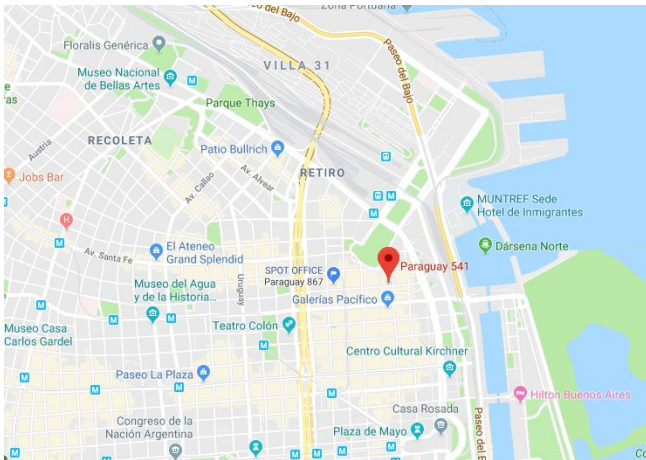 Zona Portuaria
eo del Bajo
Floralis Genérica
VILLA 31
Paseo del Bajo
Museo Nacional
de Bellas Artes
Parque Thays
Austria
RECOLETA
Patio Bullrich
RETIRO
Jobs Bar
Av. Callao
Av. Alvear
MUNTREF Sede
Hotel de Inmigrantes
H
Av. Santa Fe
El Ateneo
Grand Splendid
Dársena Norte
Paraguay 541
SPOT OFFICE
Paraguay 867
Museo del Agua
y de la Historia...
Uruguay
Galerías Pacífico
Museo Casa
Carlos Gardel
Teatro Colón
Centro Cultural Kirchner
Paseo La Plaza
Hilton Buenos Aires
Casa Rosada
Congreso de la
Nación Argentina
Plaza de Mayo
Paseo del B